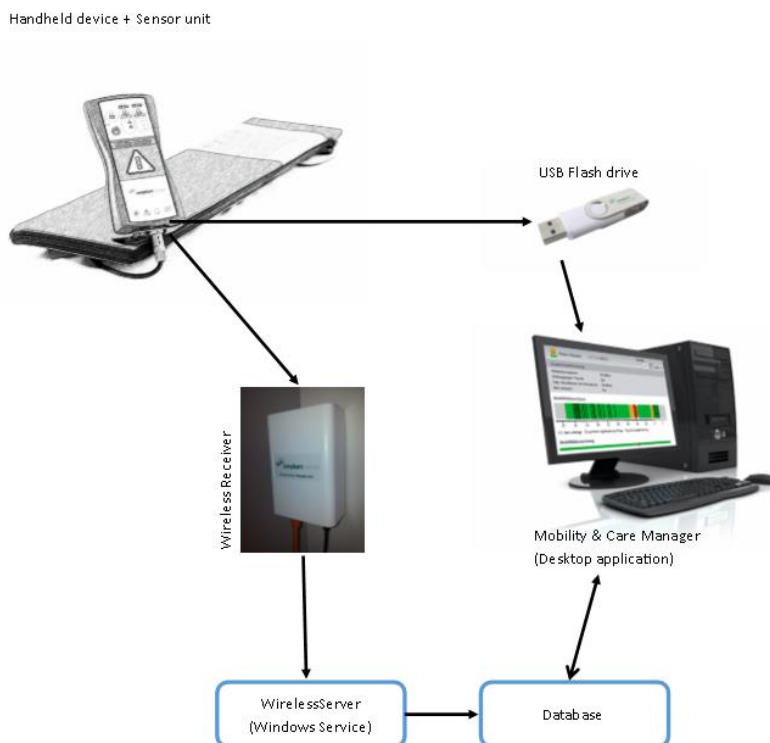 Handheld device + Sensor unit
USB Flash drive
Wireless Receiver
Mobility & Care Manager
(Desktop application)
WirelessServer
(Windows Service)
Database